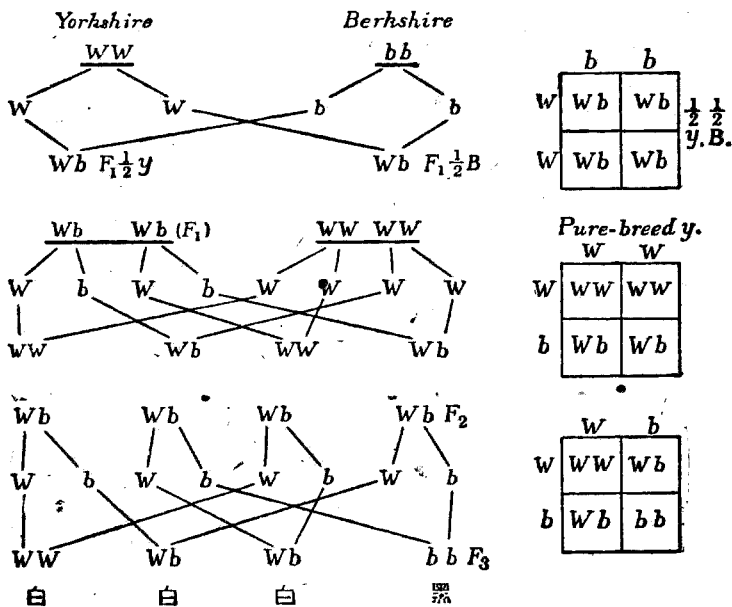 Yorkshire Berkshire
WW bb
W W b b
Wb F₁ ½ y Wb F₁ ½ B
b b
W Wb Wb ½ ½
y. B.
W Wb Wb
Wb Wb (F₁) WW WW
W b W b W W W W
WW Wb WW Wb
Pure-breed y.
W W
W WW WW
b Wb Wb
Wb Wb Wb Wb F₂
W b W b W b W b
WW Wb Wb bb F₃
白 白 白 黑
W b
W WW Wb
b Wb bb